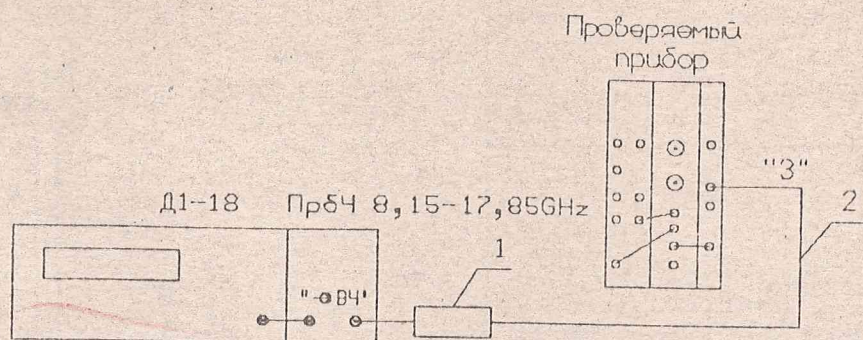 Проверяемый
прибор
"3"
Д1-18 ПрбЧ 8,15-17,85GHz
2
1
"-⊙ВЧ"